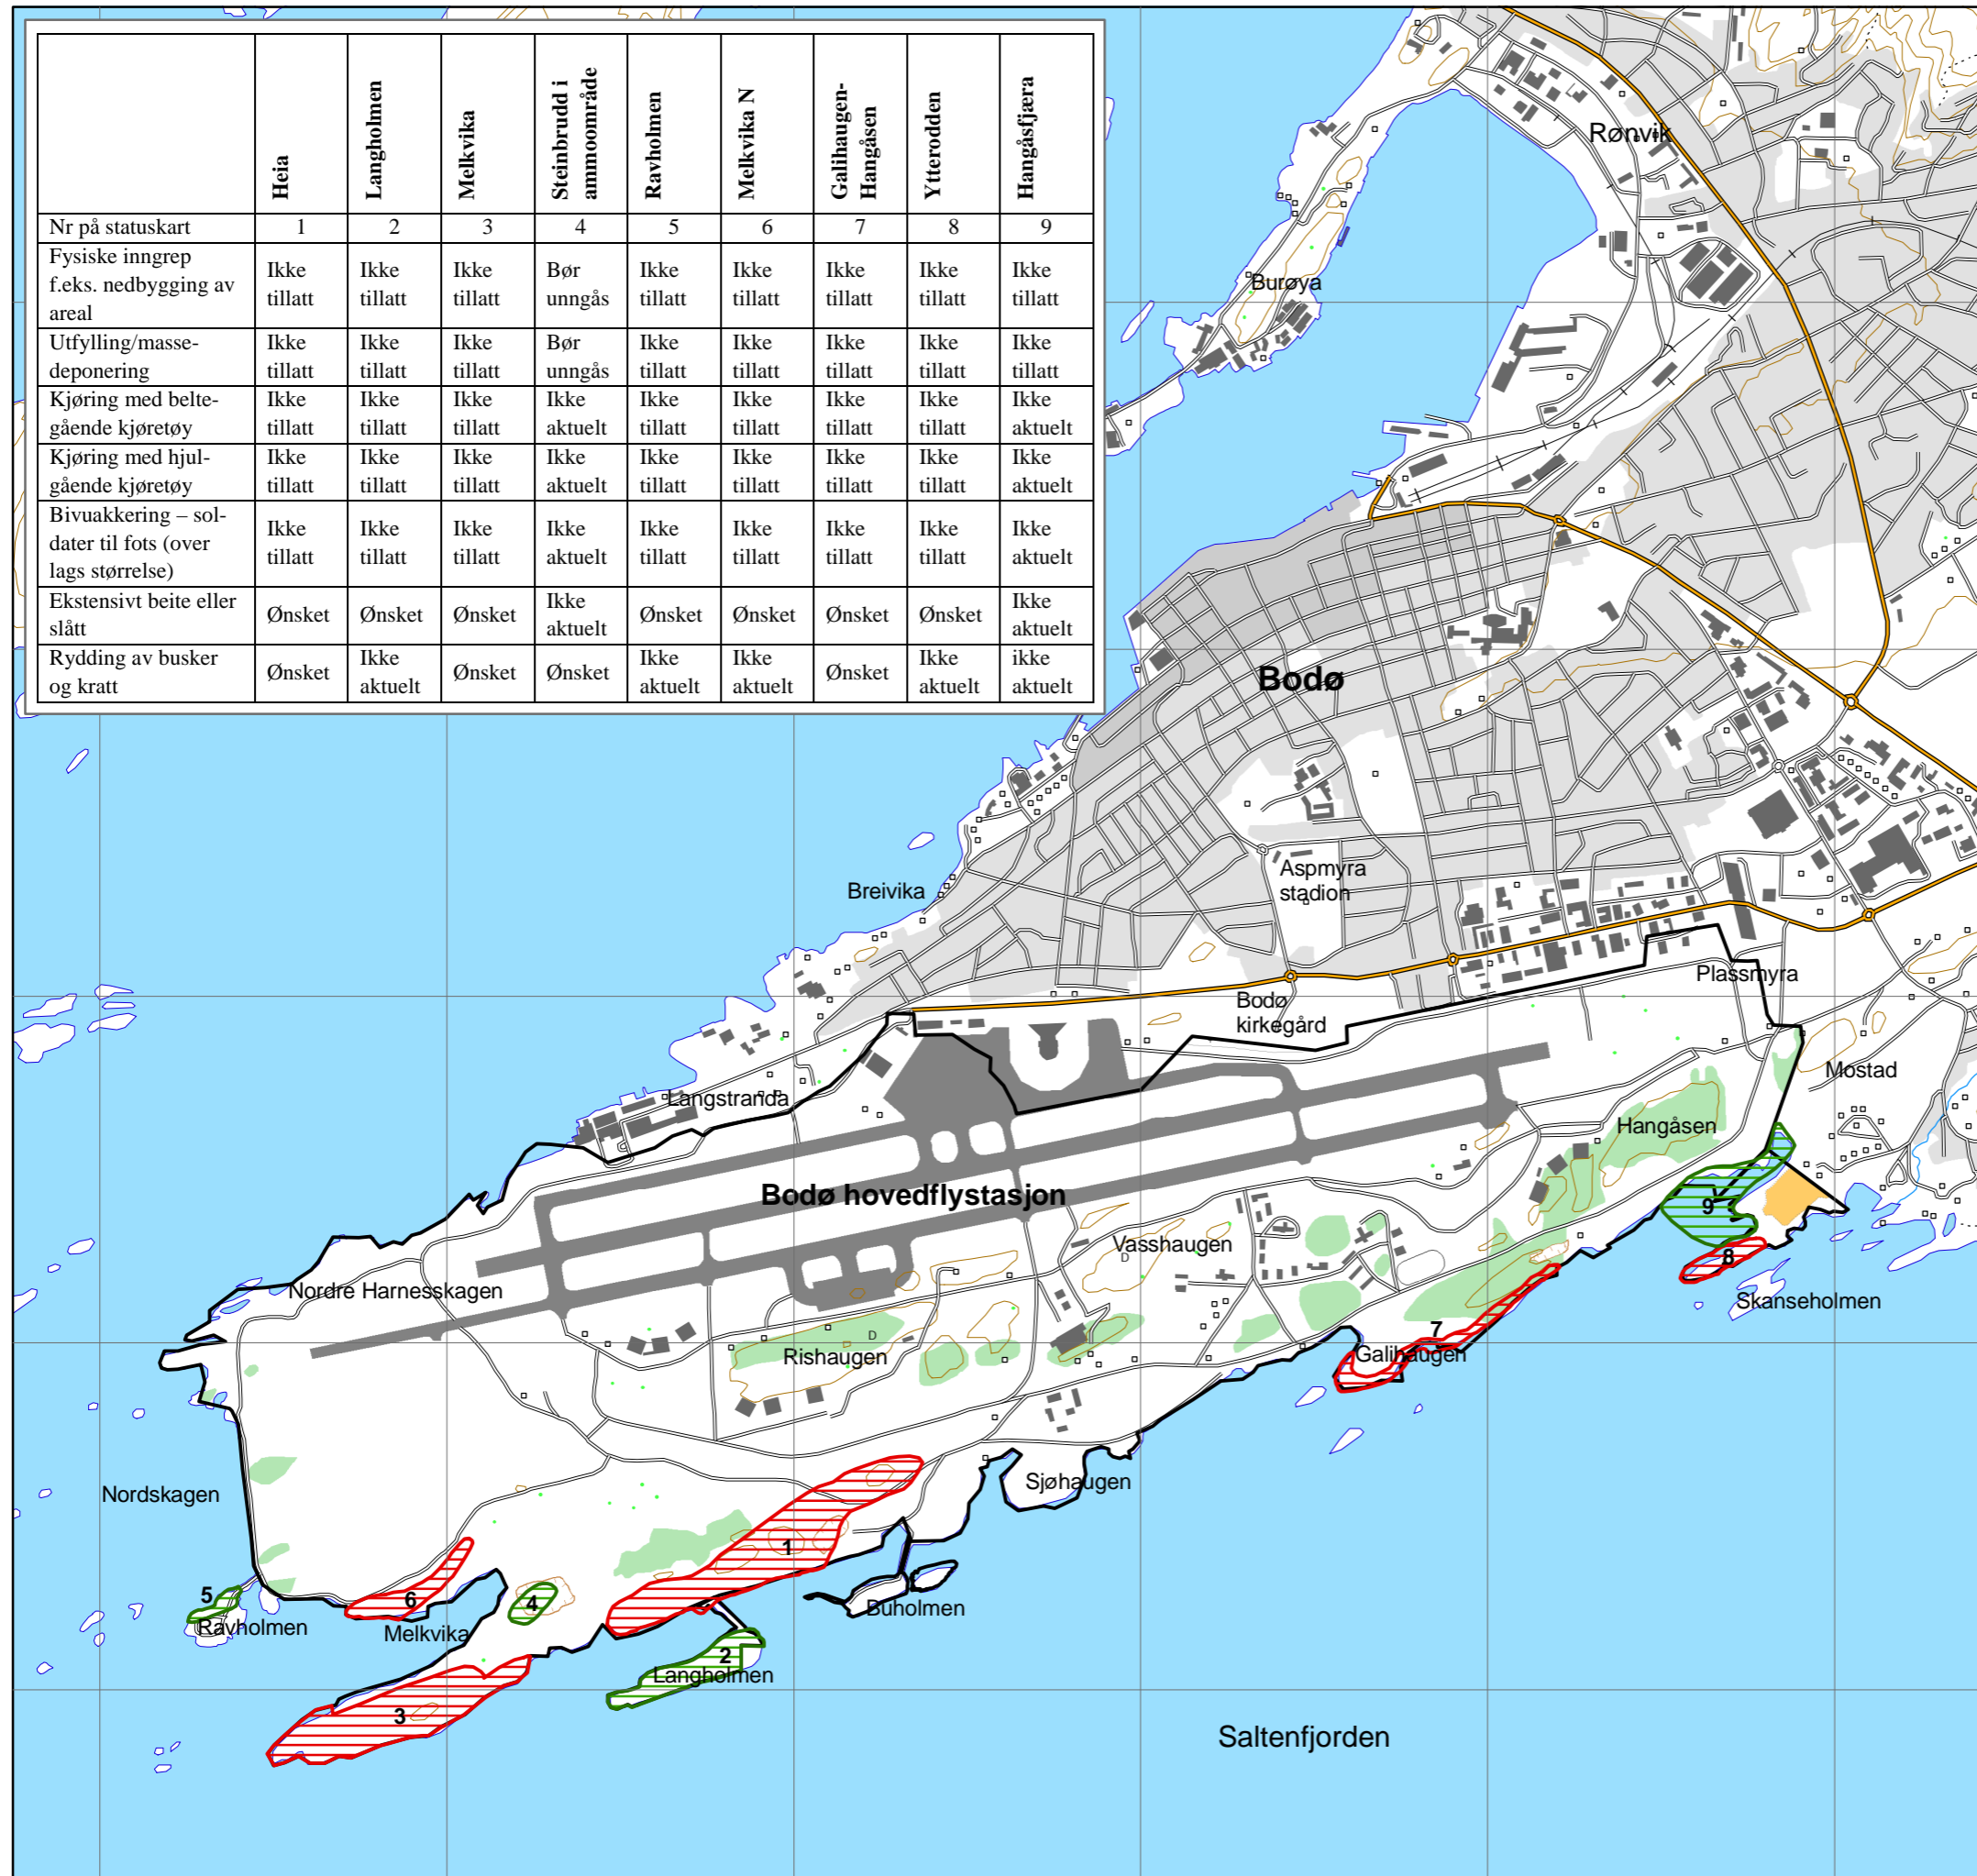 Heia
Langholmen
Melkvika
Steinbrudd i
ammoområde
Ravholmen
Melkvika N
Galihaugen-
Hangåsen
Ytterodden
Hangåsfjæra
Nr på statuskart 1 2 3 4 5 6 7 8 9
Fysiske inngrep
f.eks. nedbygging av
areal
Ikke Ikke Ikke Bør Ikke Ikke Ikke Ikke Ikke
tillatt tillatt tillatt unngås tillatt tillatt tillatt tillatt tillatt
Utfylling/masse-
deponering
Ikke Ikke Ikke Bør Ikke Ikke Ikke Ikke Ikke
tillatt tillatt tillatt unngås tillatt tillatt tillatt tillatt tillatt
Kjøring med belte-
gående kjøretøy
Ikke Ikke Ikke Ikke Ikke Ikke Ikke Ikke Ikke
tillatt tillatt tillatt aktuelt tillatt tillatt tillatt tillatt aktuelt
Kjøring med hjul-
gående kjøretøy
Ikke Ikke Ikke Ikke Ikke Ikke Ikke Ikke Ikke
tillatt tillatt tillatt aktuelt tillatt tillatt tillatt tillatt aktuelt
Bivuakkering – sol-
dater til fots (over
lags størrelse)
Ikke Ikke Ikke Ikke Ikke Ikke Ikke Ikke Ikke
tillatt tillatt tillatt aktuelt tillatt tillatt tillatt tillatt aktuelt
Ekstensivt beite eller
slått
Ønsket Ønsket Ønsket Ikke Ønsket Ønsket Ønsket Ønsket Ikke
aktuelt aktuelt
Rydding av busker
og kratt
Ønsket Ikke Ønsket Ønsket Ikke Ikke Ønsket Ikke ikke
aktuelt aktuelt aktuelt aktuelt aktuelt
Rønvik
Burøya
Bodø
Aspmyra
stadion
Breivika
Plassmyra
Bodø
kirkegård
Mostad
Langstranda
Hangåsen
Bodø hovedflystasjon
9
Vasshaugen
D
8
Nordre Harnesskagen
Skanseholmen
7
D
Rishaugen
Galihaugen
Sjøhaugen
Nordskagen
1
5
6
4
Buholmen
Ravholmen
Melkvika
2
Langholmen
3
Saltenfjorden